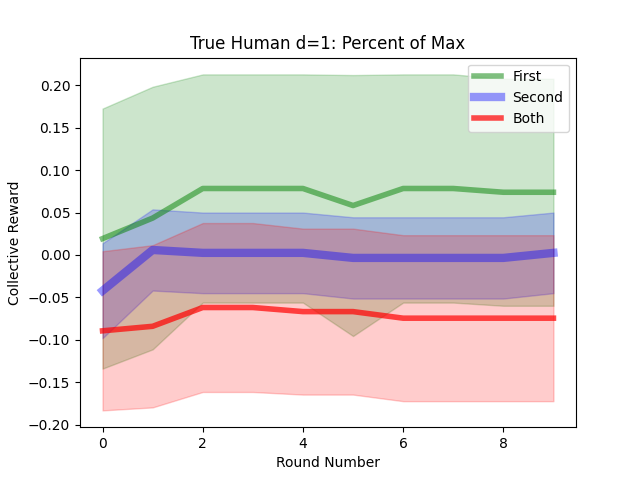 True Human d=1: Percent of Max
First
Second
Both
Collective Reward
0.20
0.15
0.10
0.05
0.00
−0.05
−0.10
−0.15
−0.20
0 2 4 6 8
Round Number